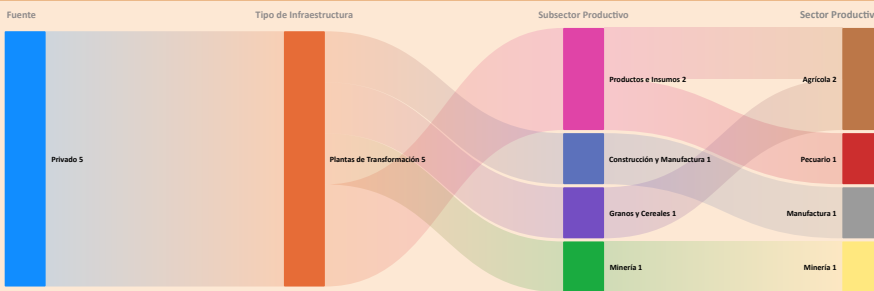 Fuente
Tipo de Infraestructura
Subsector Productivo
Sector Productiv
Privado 5
Plantas de Transformación 5
Productos e Insumos 2
Construcción y Manufactura 1
Granos y Cereales 1
Minería 1
Agrícola 2
Pecuario 1
Manufactura 1
Minería 1